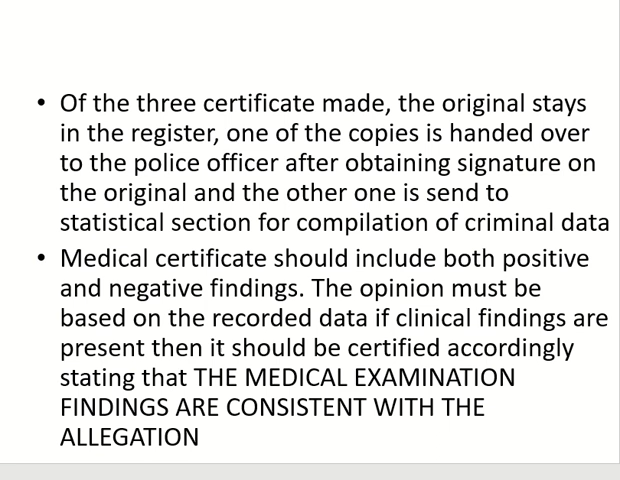 • Of the three certificate made, the original stays
in the register, one of the copies is handed over
to the police officer after obtaining signature on
the original and the other one is send to
statistical section for compilation of criminal data
• Medical certificate should include both positive
and negative findings. The opinion must be
based on the recorded data if clinical findings are
present then it should be certified accordingly
stating that THE MEDICAL EXAMINATION
FINDINGS ARE CONSISTENT WITH THE
ALLEGATION